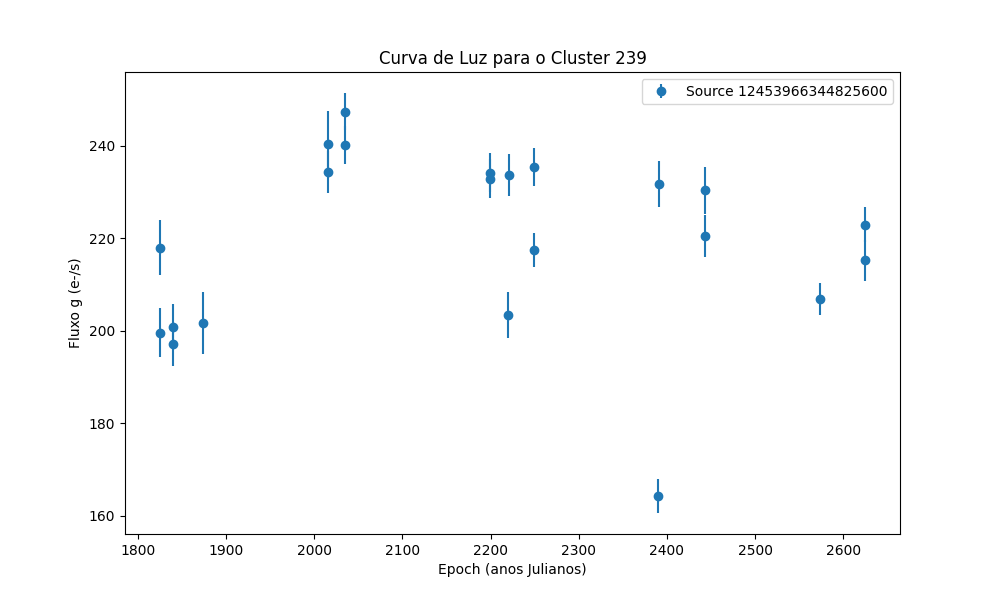 Curva de Luz para o Cluster 239
Source 12453966344825600
Fluxo g (e-/s)
240
220
200
180
160
1800 1900 2000 2100 2200 2300 2400 2500 2600
Epoch (anos Julianos)